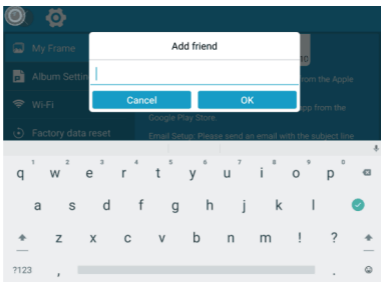 My Frame
Add friend
Album Settin
from the Apple
Cancel
OK
Wi-Fi
app from the
Google Play Store.
Factory data reset
Email Setup: Please send an email with the subject line
1 2 3 4 5 6 7 8 9 0
q w e r t y u i o p
a s d f g h j k l
z x c v b n m ! ?
?123 , .